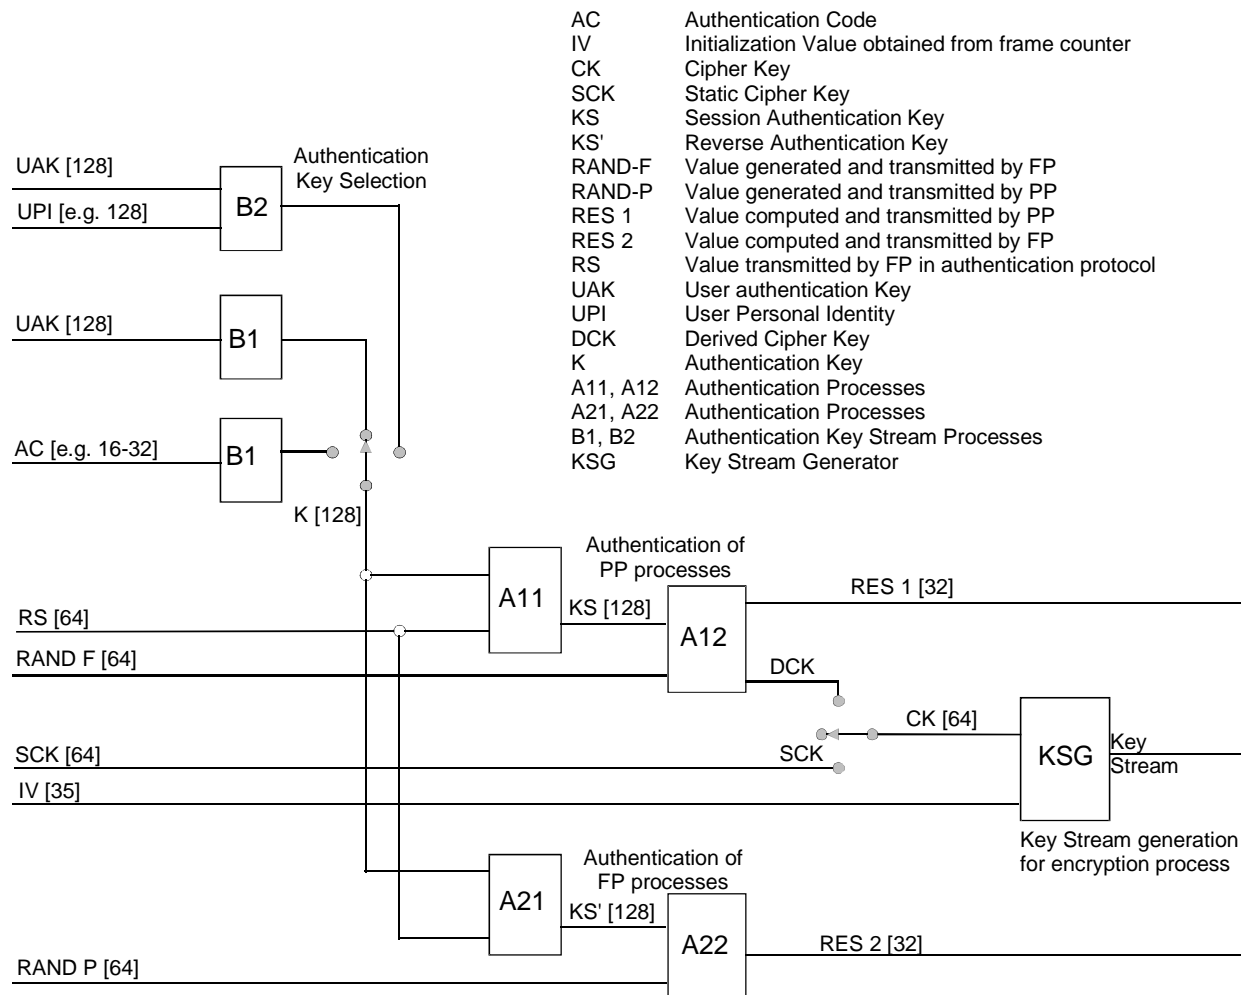 AC Authentication Code
IV Initialization Value obtained from frame counter
CK Cipher Key
SCK Static Cipher Key
KS Session Authentication Key
KS' Reverse Authentication Key
RAND-F Value generated and transmitted by FP
RAND-P Value generated and transmitted by PP
RES 1 Value computed and transmitted by PP
RES 2 Value computed and transmitted by FP
RS Value transmitted by FP in authentication protocol
UAK User authentication Key
UPI User Personal Identity
DCK Derived Cipher Key
K Authentication Key
A11, A12 Authentication Processes
A21, A22 Authentication Processes
B1, B2 Authentication Key Stream Processes
KSG Key Stream Generator
UAK [128]
UPI [e.g. 128]
B2
Authentication
Key Selection
UAK [128]
B1
AC [e.g. 16-32]
B1
K [128]
A11
Authentication of
PP processes
RS [64]
KS [128]
A12
RES 1 [32]
RAND F [64]
DCK
CK [64]
SCK [64]
SCK
KSG
Key
Stream
IV [35]
Key Stream generation
for encryption process
Authentication of
FP processes
A21
KS' [128]
A22
RES 2 [32]
RAND P [64]